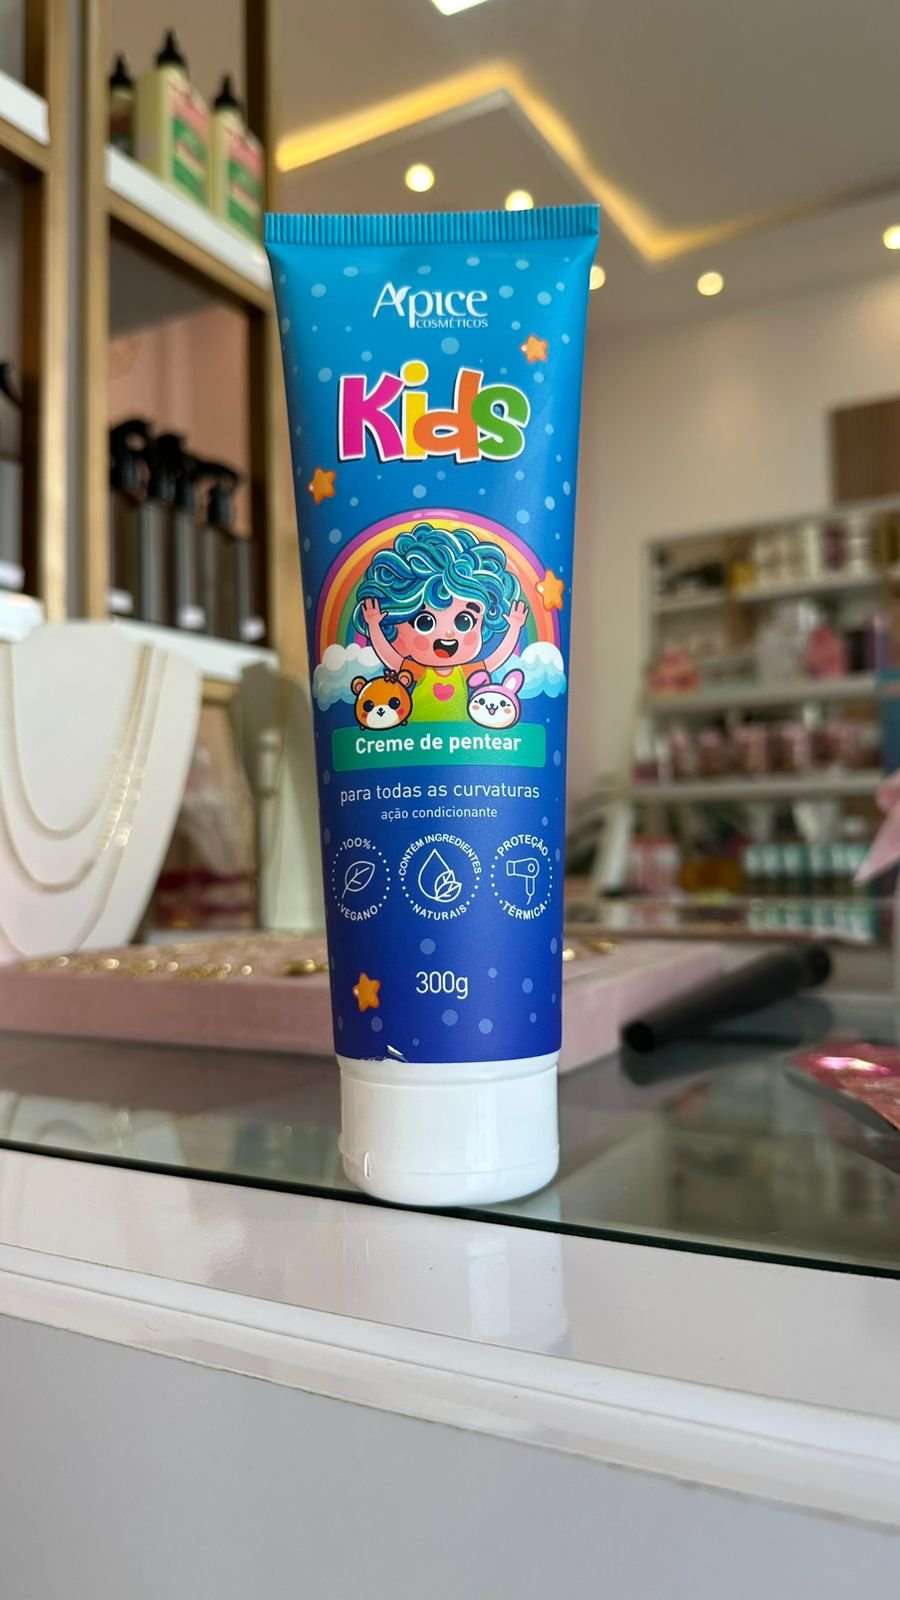 Apice
COSMÉTICOS
Kids
Creme de pentear
para todas as curvaturas
ação condicionante
100%
VEGANO
CONTÉM INGREDIENTES
NATURAIS
PROTEÇÃO
TÉRMICA
300g